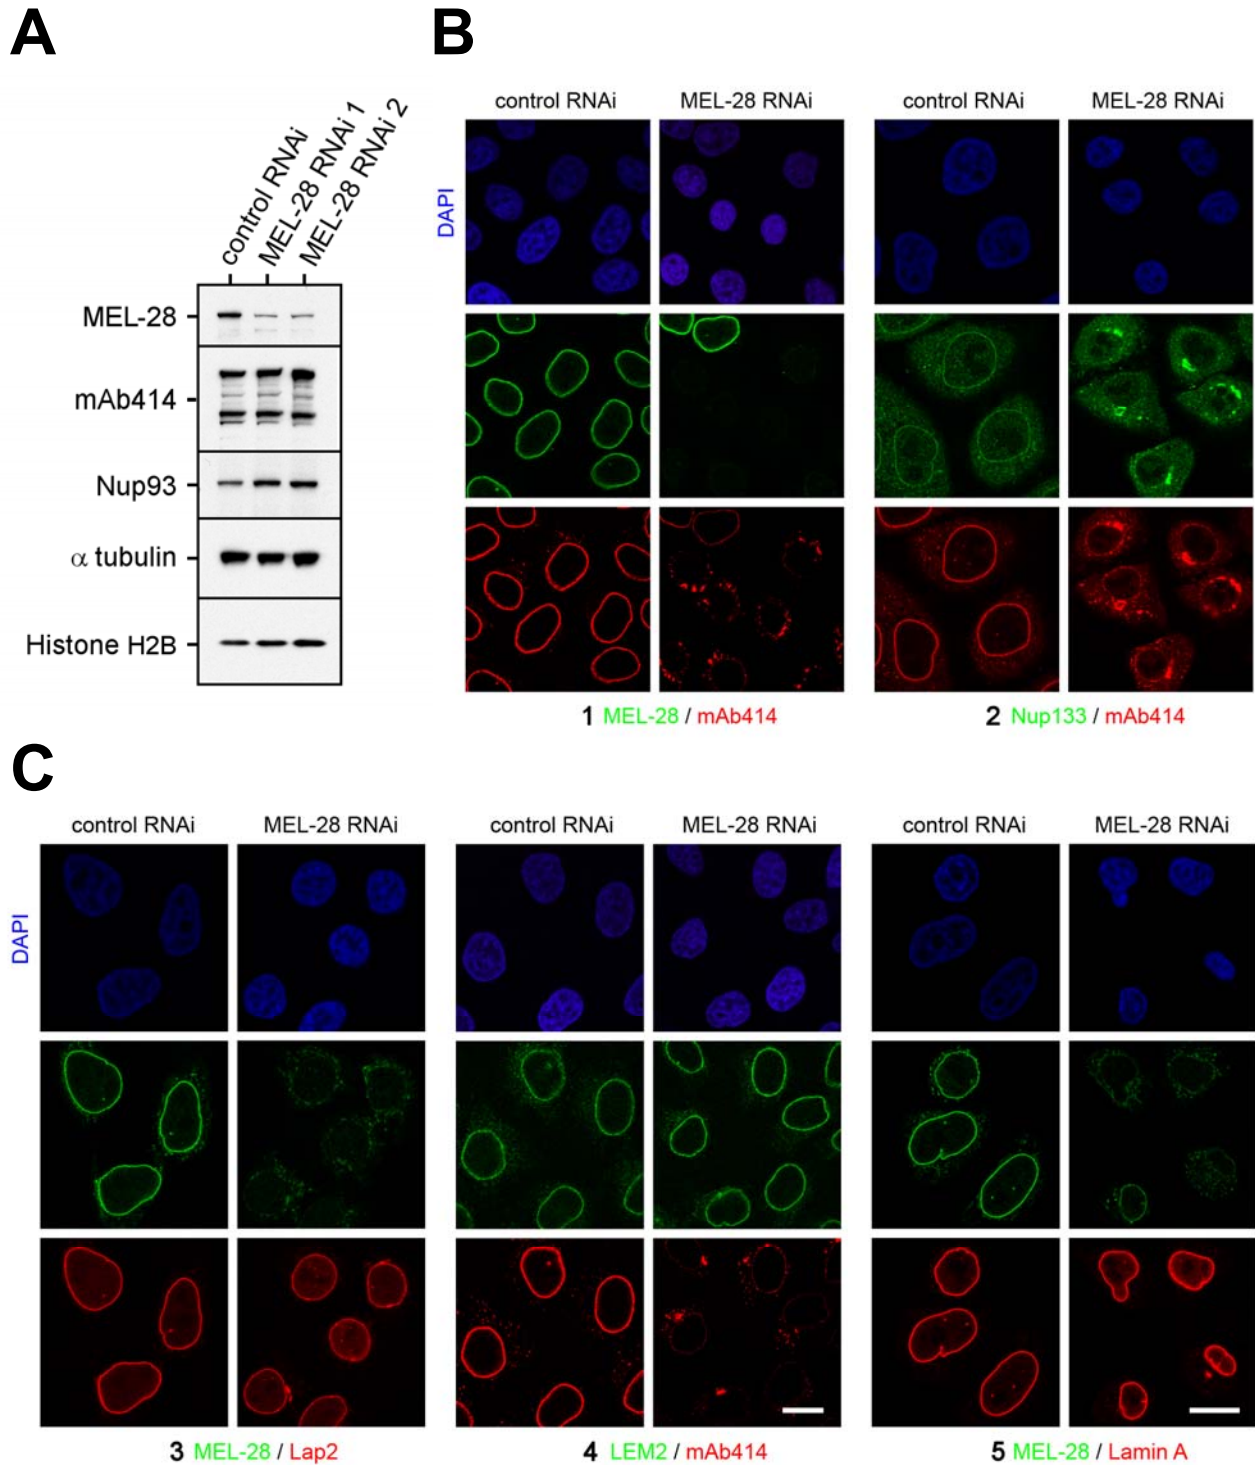 A
control RNAi
MEL-28 RNAi 1
MEL-28 RNAi 2
MEL-28
mAb414
Nup93
α tubulin
Histone H2B
B
control RNAi MEL-28 RNAi control RNAi MEL-28 RNAi
DAPI
1 MEL-28 / mAb414 2 Nup133 / mAb414
C
control RNAi MEL-28 RNAi control RNAi MEL-28 RNAi control RNAi MEL-28 RNAi
DAPI
3 MEL-28 / Lap2 4 LEM2 / mAb414 5 MEL-28 / Lamin A